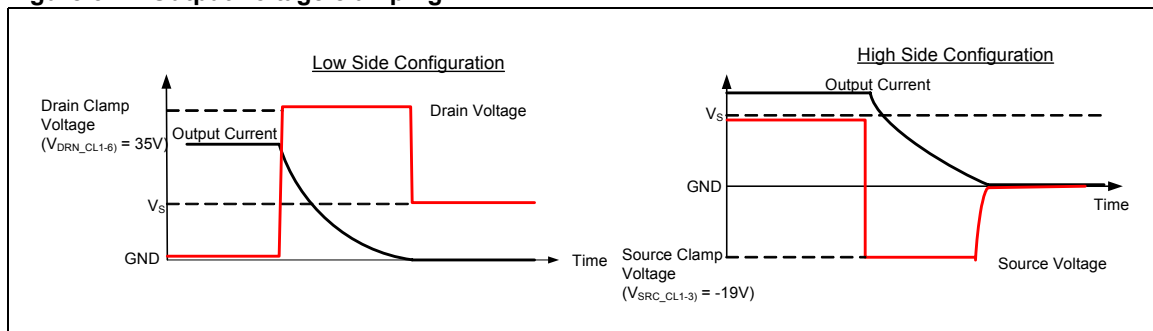 Low Side Configuration
Drain Clamp
Voltage
(VDRN_CL1-6) = 35V)
Output Current
Drain Voltage
VS
GND
Time
High Side Configuration
Output Current
VS
GND
Time
Source Clamp
Voltage
(VSRC_CL1-3) = -19V)
Source Voltage